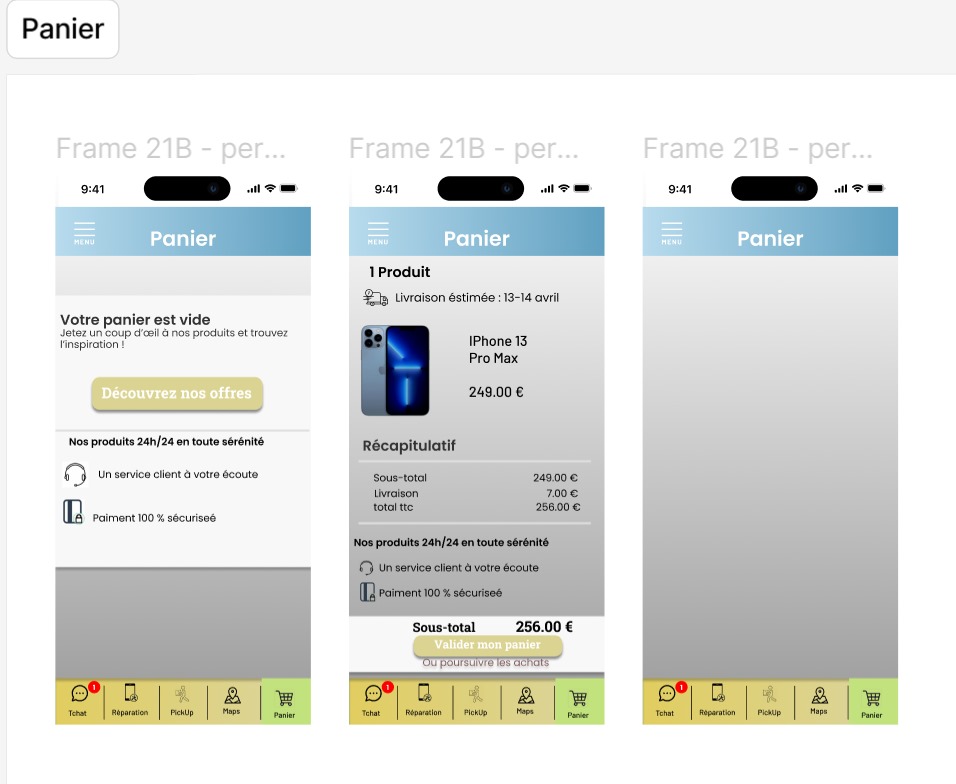 Panier
Frame 21B - per...
9:41
MENU
Panier
Votre panier est vide
Jetez un coup d'œil à nos produits et trouvez
l'inspiration !
Découvrez nos offres
Nos produits 24h/24 en toute sérénité
Un service client à votre écoute
Paiment 100 % sécuriseé
1
Tchat
Réparation
PickUp
Maps
Panier
Frame 21B - per...
9:41
MENU
Panier
1 Produit
Livraison éstimée : 13-14 avril
IPhone 13
Pro Max
249.00 €
Récapitulatif
Sous-total 249.00 €
Livraison 7.00 €
total ttc 256.00 €
Nos produits 24h/24 en toute sérénité
Un service client à votre écoute
Paiment 100 % sécuriseé
Sous-total 256.00 €
Valider mon panier
Ou poursuivre les achats
1
Tchat
Réparation
PickUp
Maps
Panier
Frame 21B - per...
9:41
MENU
Panier
1
Tchat
Réparation
PickUp
Maps
Panier